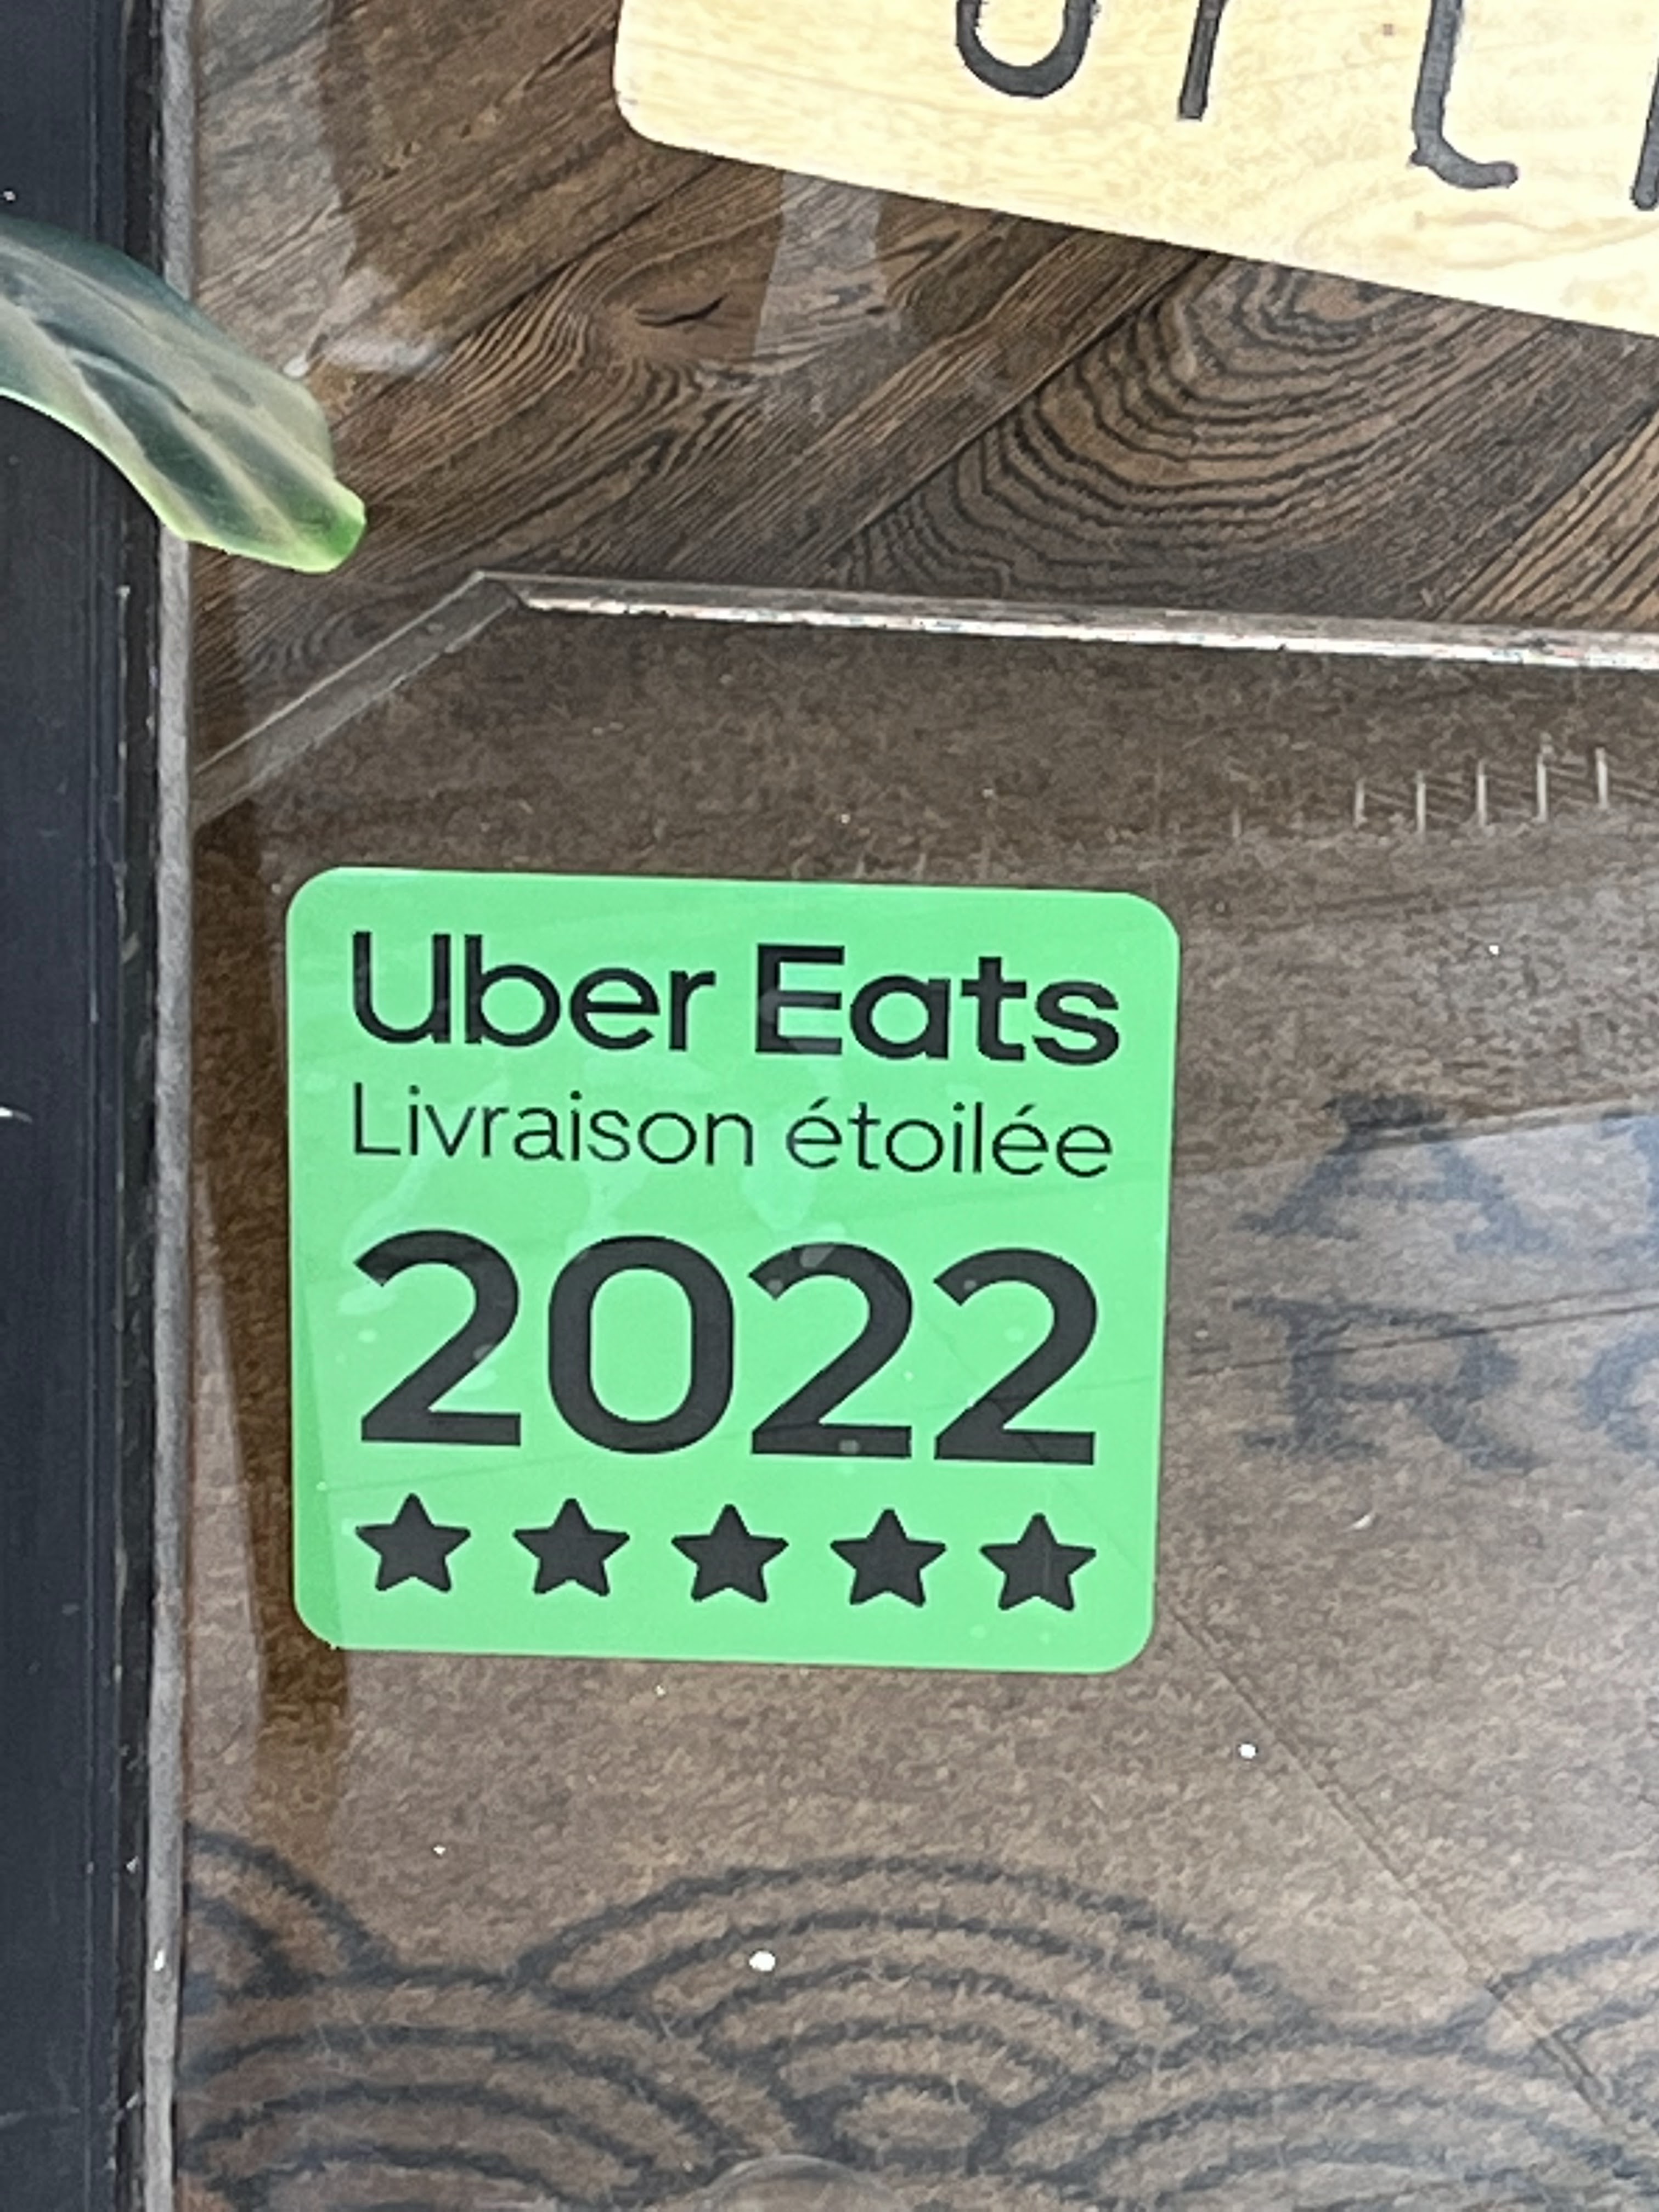 Uber Eats
Livraison étoilée
2022